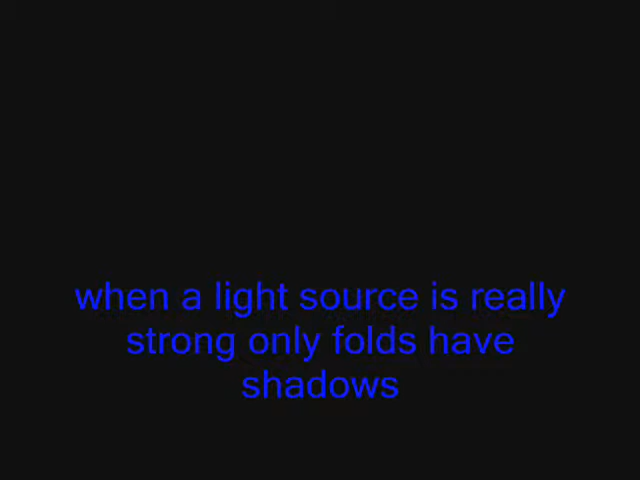 when a light source is really
strong only folds have
shadows